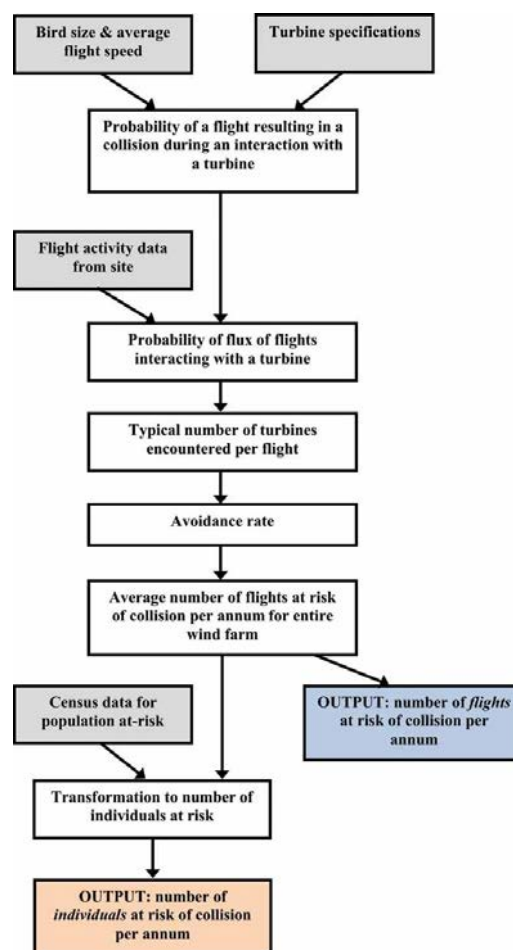 Bird size & average
flight speed
Turbine specifications
Probability of a flight resulting in a
collision during an interaction with
a turbine
Flight activity data
from site
Probability of flux of flights
interacting with a turbine
Typical number of turbines
encountered per flight
Avoidance rate
Average number of flights at risk
of collision per annum for entire
wind farm
Census data for
population at-risk
OUTPUT: number of flights
at risk of collision per
annum
Transformation to number of
individuals at risk
OUTPUT: number of
individuals at risk of collision
per annum